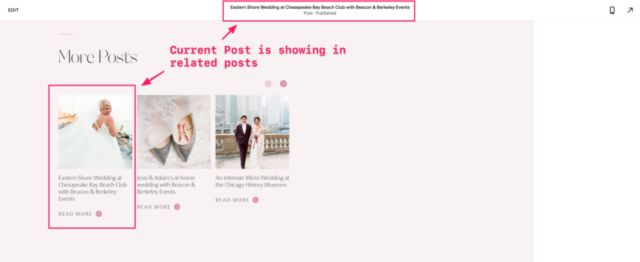 EDIT
Eastern Shore Wedding at Chesapeake Bay Beach Club with Beacon & Berkeley Events
Post · Published
More Posts
Current Post is showing in
related posts
Eastern Shore Wedding at
Chesapeake Bay Beach Club
with Beacon & Berkeley
Events
READ MORE
Jessi & Adam's at-home
wedding with Beacon &
Berkeley Events
READ MORE
An Intimate Micro Wedding at
the Chicago History Museum
READ MORE